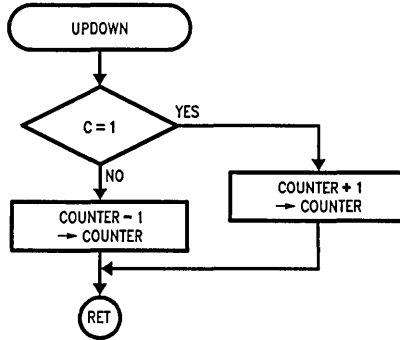 UPDOWN
C = 1
YES
NO
COUNTER - 1
→ COUNTER
COUNTER + 1
→ COUNTER
RET